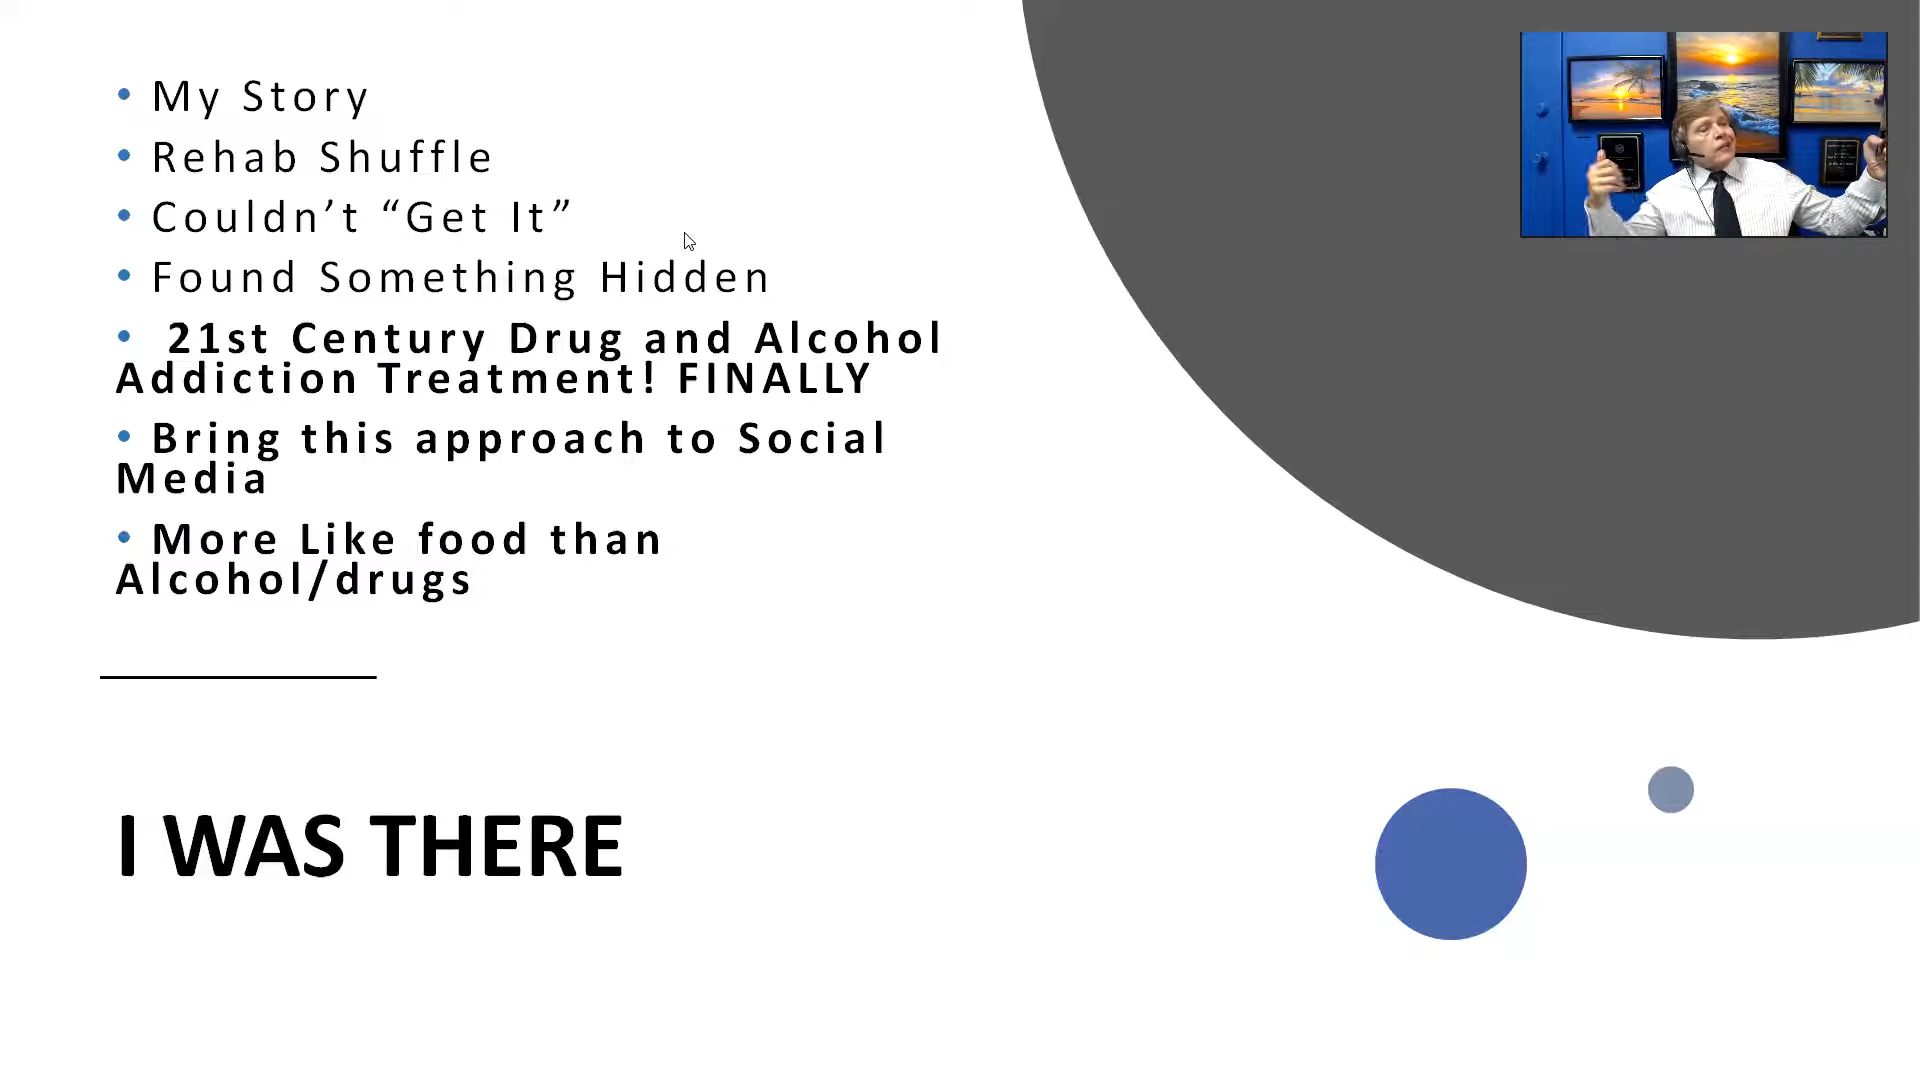 • My Story
• Rehab Shuffle
• Couldn’t “Get It”
• Found Something Hidden
• 21st Century Drug and Alcohol
Addiction Treatment! FINALLY
• Bring this approach to Social
Media
• More Like food than
Alcohol/drugs
I WAS THERE